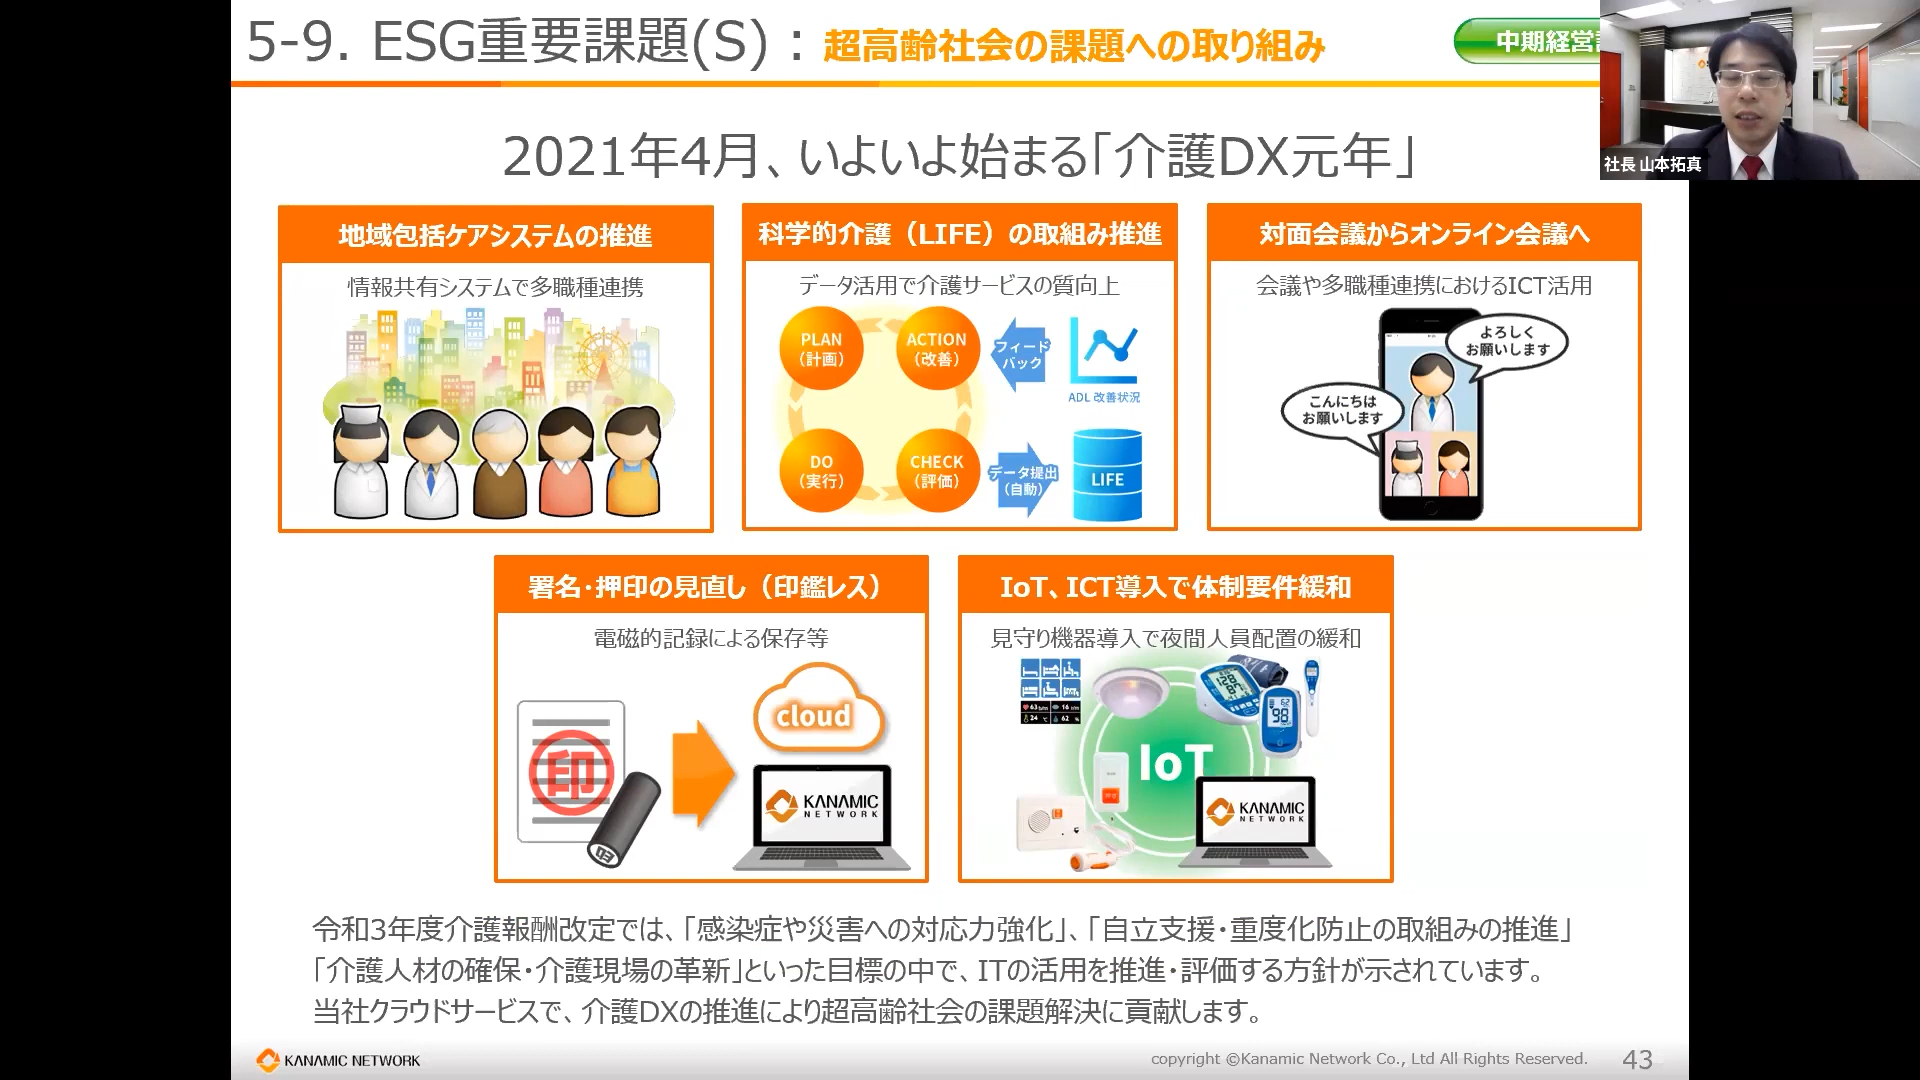 5-9. ESG重要課題(S)：超高齢社会の課題への取り組み
中期経営
社長 山本拓真
2021年4月、いよいよ始まる「介護DX元年」
地域包括ケアシステムの推進
情報共有システムで多職種連携
科学的介護（LIFE）の取組み推進
データ活用で介護サービスの質向上
PLAN
（計画）
ACTION
（改善）
フィード
バック
ADL 改善状況
DO
（実行）
CHECK
（評価）
データ提出
（自動）
LIFE
対面会議からオンライン会議へ
会議や多職種連携におけるICT活用
よろしく
お願いします
こんにちは
お願いします
署名・押印の見直し（印鑑レス）
電磁的記録による保存等
印
印
cloud
KANAMIC
NETWORK
IoT、ICT導入で体制要件緩和
見守り機器導入で夜間人員配置の緩和
63
16
24
62
128
87
98
IoT
KANAMIC
NETWORK
令和3年度介護報酬改定では、「感染症や災害への対応力強化」、「自立支援・重度化防止の取組みの推進」
「介護人材の確保・介護現場の革新」といった目標の中で、ITの活用を推進・評価する方針が示されています。
当社クラウドサービスで、介護DXの推進により超高齢社会の課題解決に貢献します。
KANAMIC NETWORK
copyright ©Kanamic Network Co., Ltd All Rights Reserved.
43